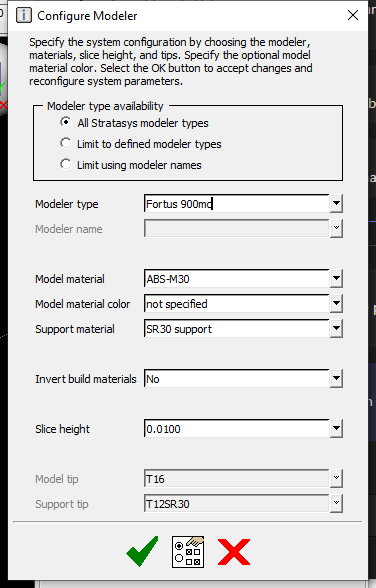 Configure Modeler
Specify the system configuration by choosing the modeler,
materials, slice height, and tips. Specify the optional model
material color. Select the OK button to accept changes and
reconfigure system parameters.
Modeler type availability
All Stratasys modeler types
Limit to defined modeler types
Limit using modeler names
Modeler type Fortus 900mc
Modeler name
Model material ABS-M30
Model material color not specified
Support material SR30 support
Invert build materials No
Slice height 0.0100
Model tip T16
Support tip T12SR30